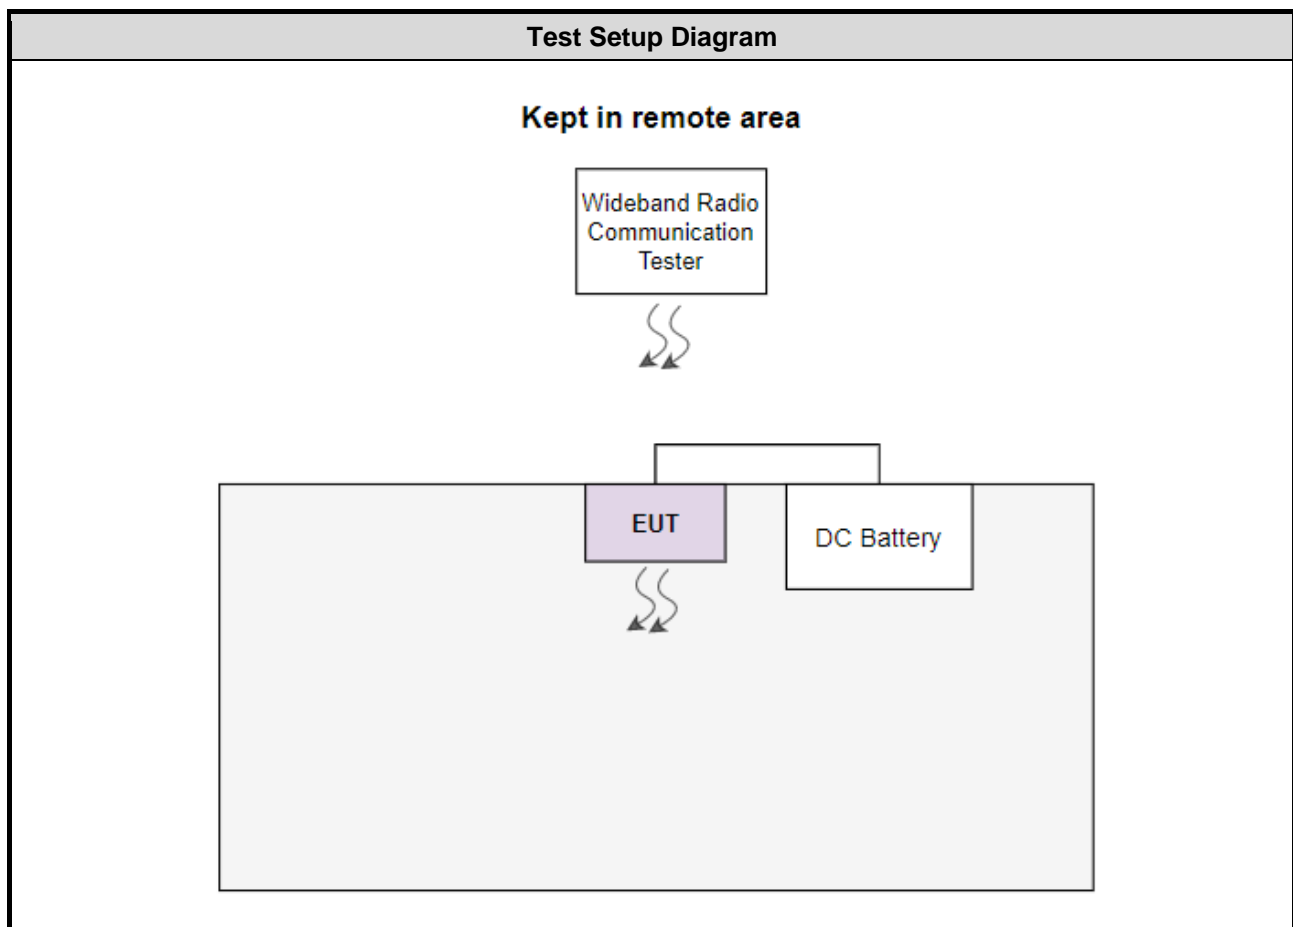 Test Setup Diagram
Kept in remote area
Wideband Radio
Communication
Tester
EUT
DC Battery